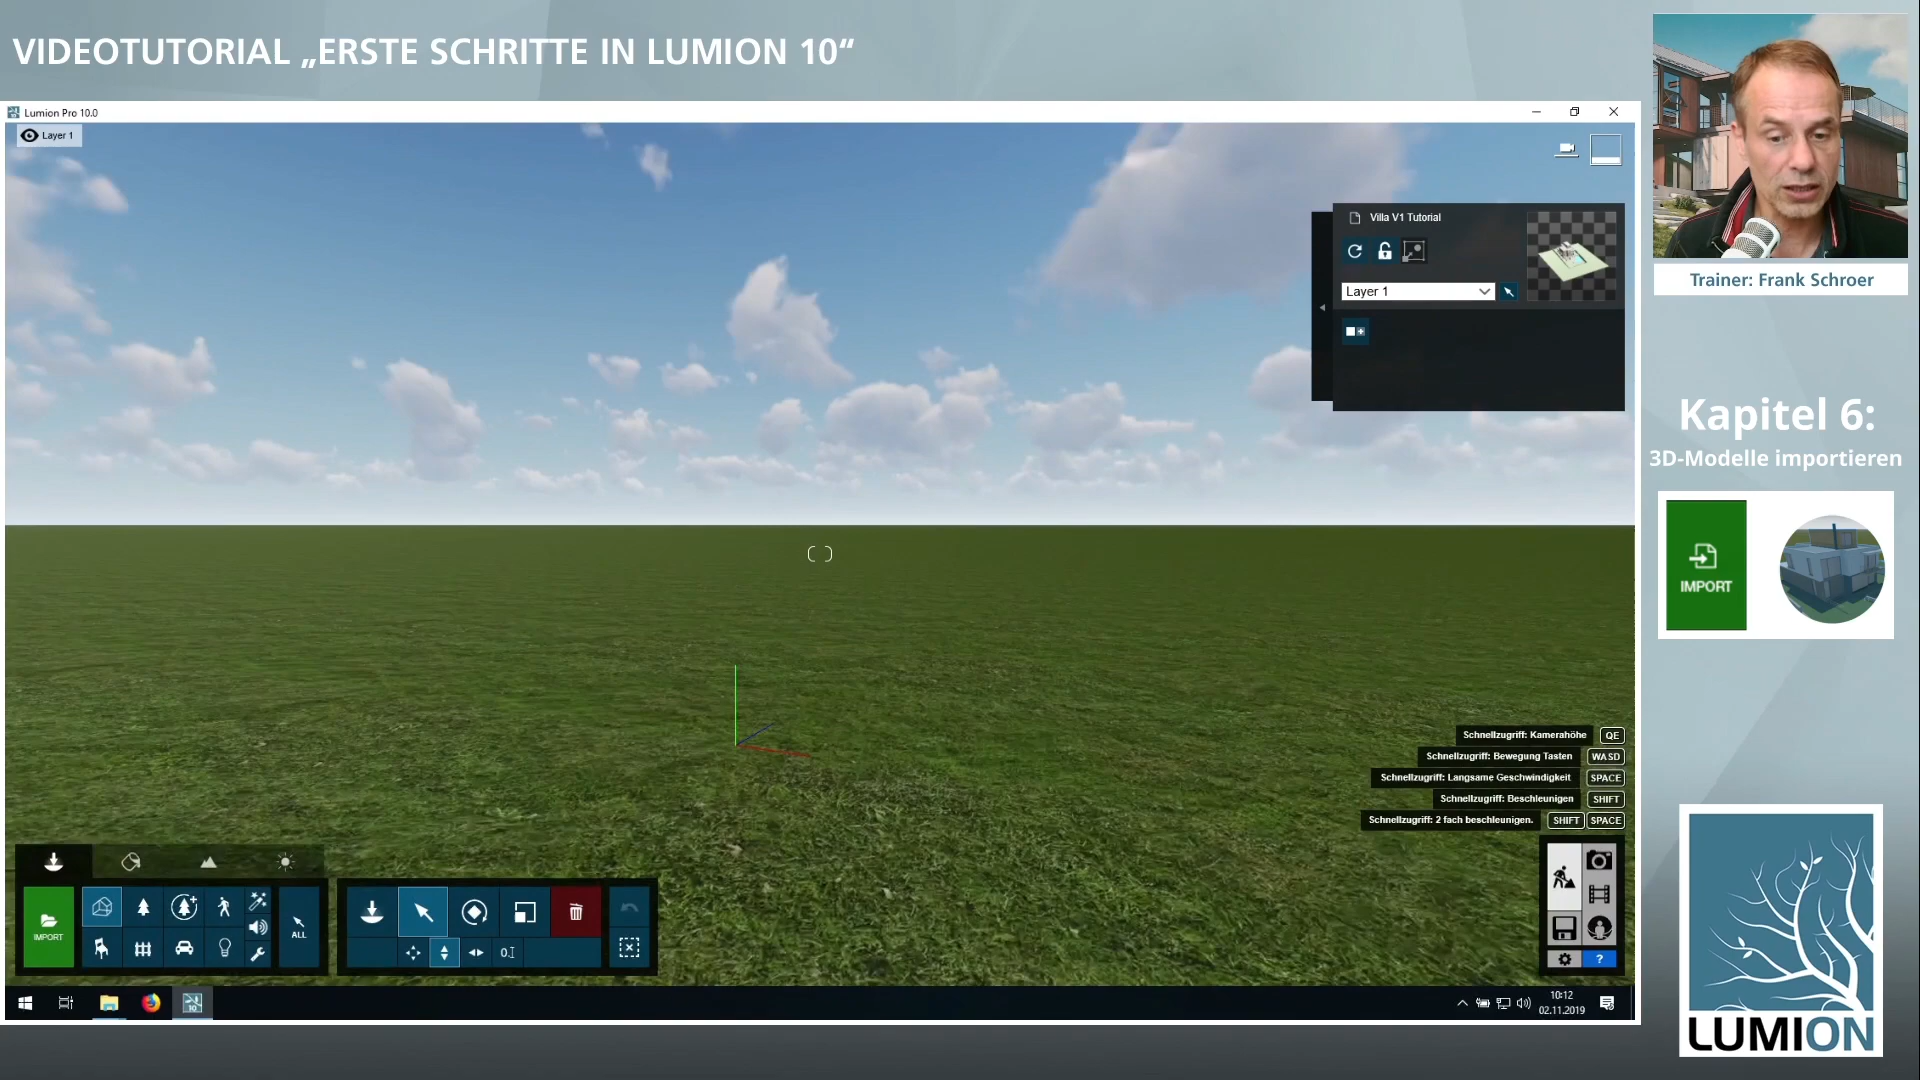 VIDEOTUTORIAL „ERSTE SCHRITTE IN LUMION 10“
Lumion Pro 10.0
Layer 1
Villa V1 Tutorial
Layer 1
Trainer: Frank Schroer
Kapitel 6:
3D-Modelle importieren
IMPORT
Schnellzugriff: Kamerahöhe QE
Schnellzugriff: Bewegung Tasten WASD
Schnellzugriff: Langsame Geschwindigkeit SPACE
Schnellzugriff: Beschleunigen SHIFT
Schnellzugriff: 2 fach beschleunigen. SHIFT SPACE
IMPORT
ALL
?
10
10:12
02.11.2019
LUMION